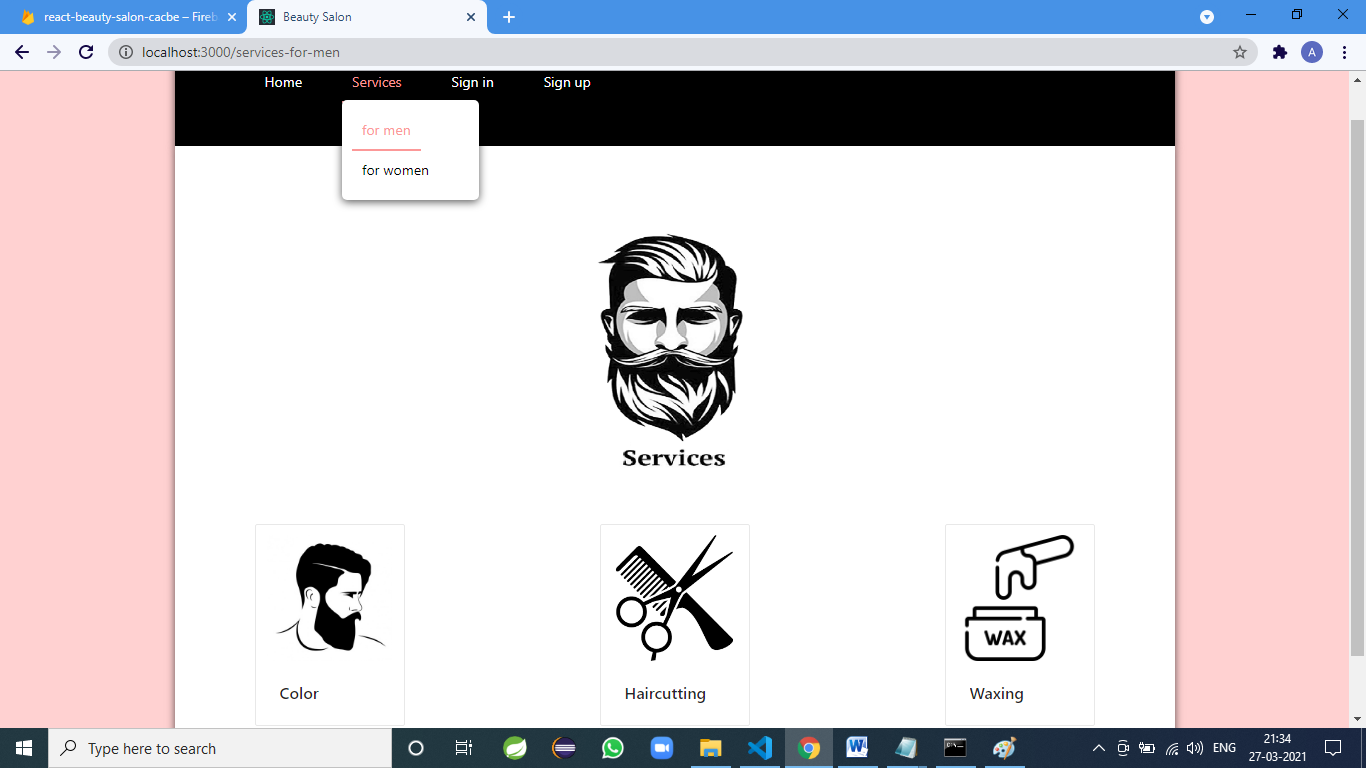 react-beauty-salon-cacbe – Fireb
Beauty Salon
localhost:3000/services-for-men
A
Home Services Sign in Sign up
for men
for women
Services
WAX
Color Haircutting Waxing
Type here to search
ENG
21:34
27-03-2021